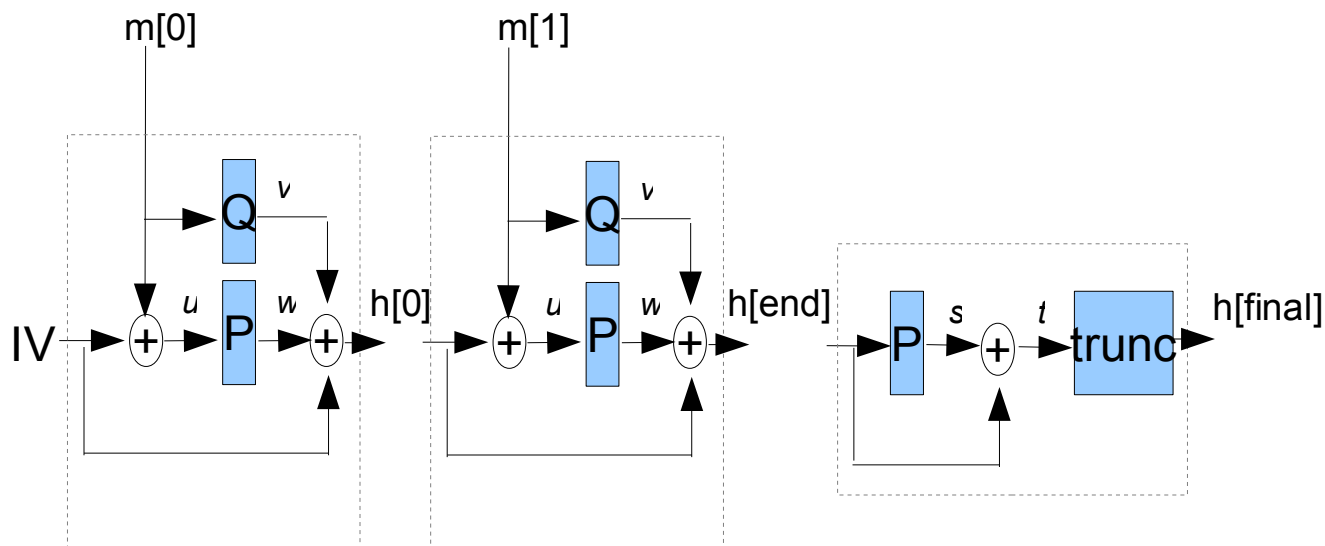 m[0]
m[1]
Q
v
Q
v
IV
+
u
P
w
+
h[0]
+
u
P
w
+
h[end]
P
s
+
t
trunc
h[final]